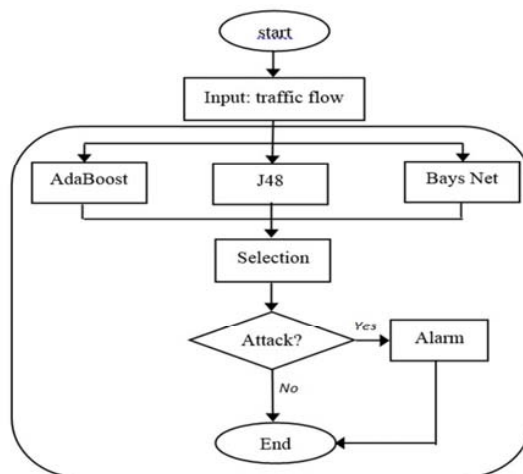 start
Input: traffic flow
AdaBoost
J48
Bays Net
Selection
Attack?
Yes
Alarm
No
End